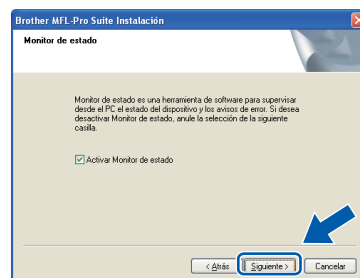 Brother MFL-Pro Suite Instalación
Monitor de estado
Monitor de estado es una herramienta de software para supervisar
desde el PC el estado del dispositivo y los avisos de error. Si desea
desactivar Monitor de estado, anule la selección de la siguiente
casilla.
Activar Monitor de estado
< Atrás Siguiente > Cancelar